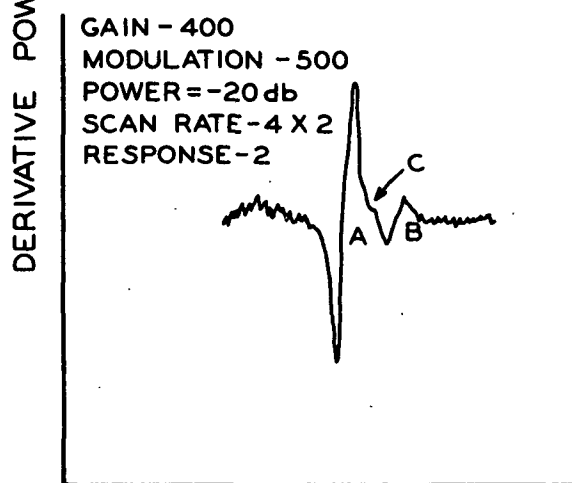 DERIVATIVE
GAIN - 400
MODULATION - 500
POWER = -20 db
SCAN RATE - 4 X 2
RESPONSE - 2
C
A
B